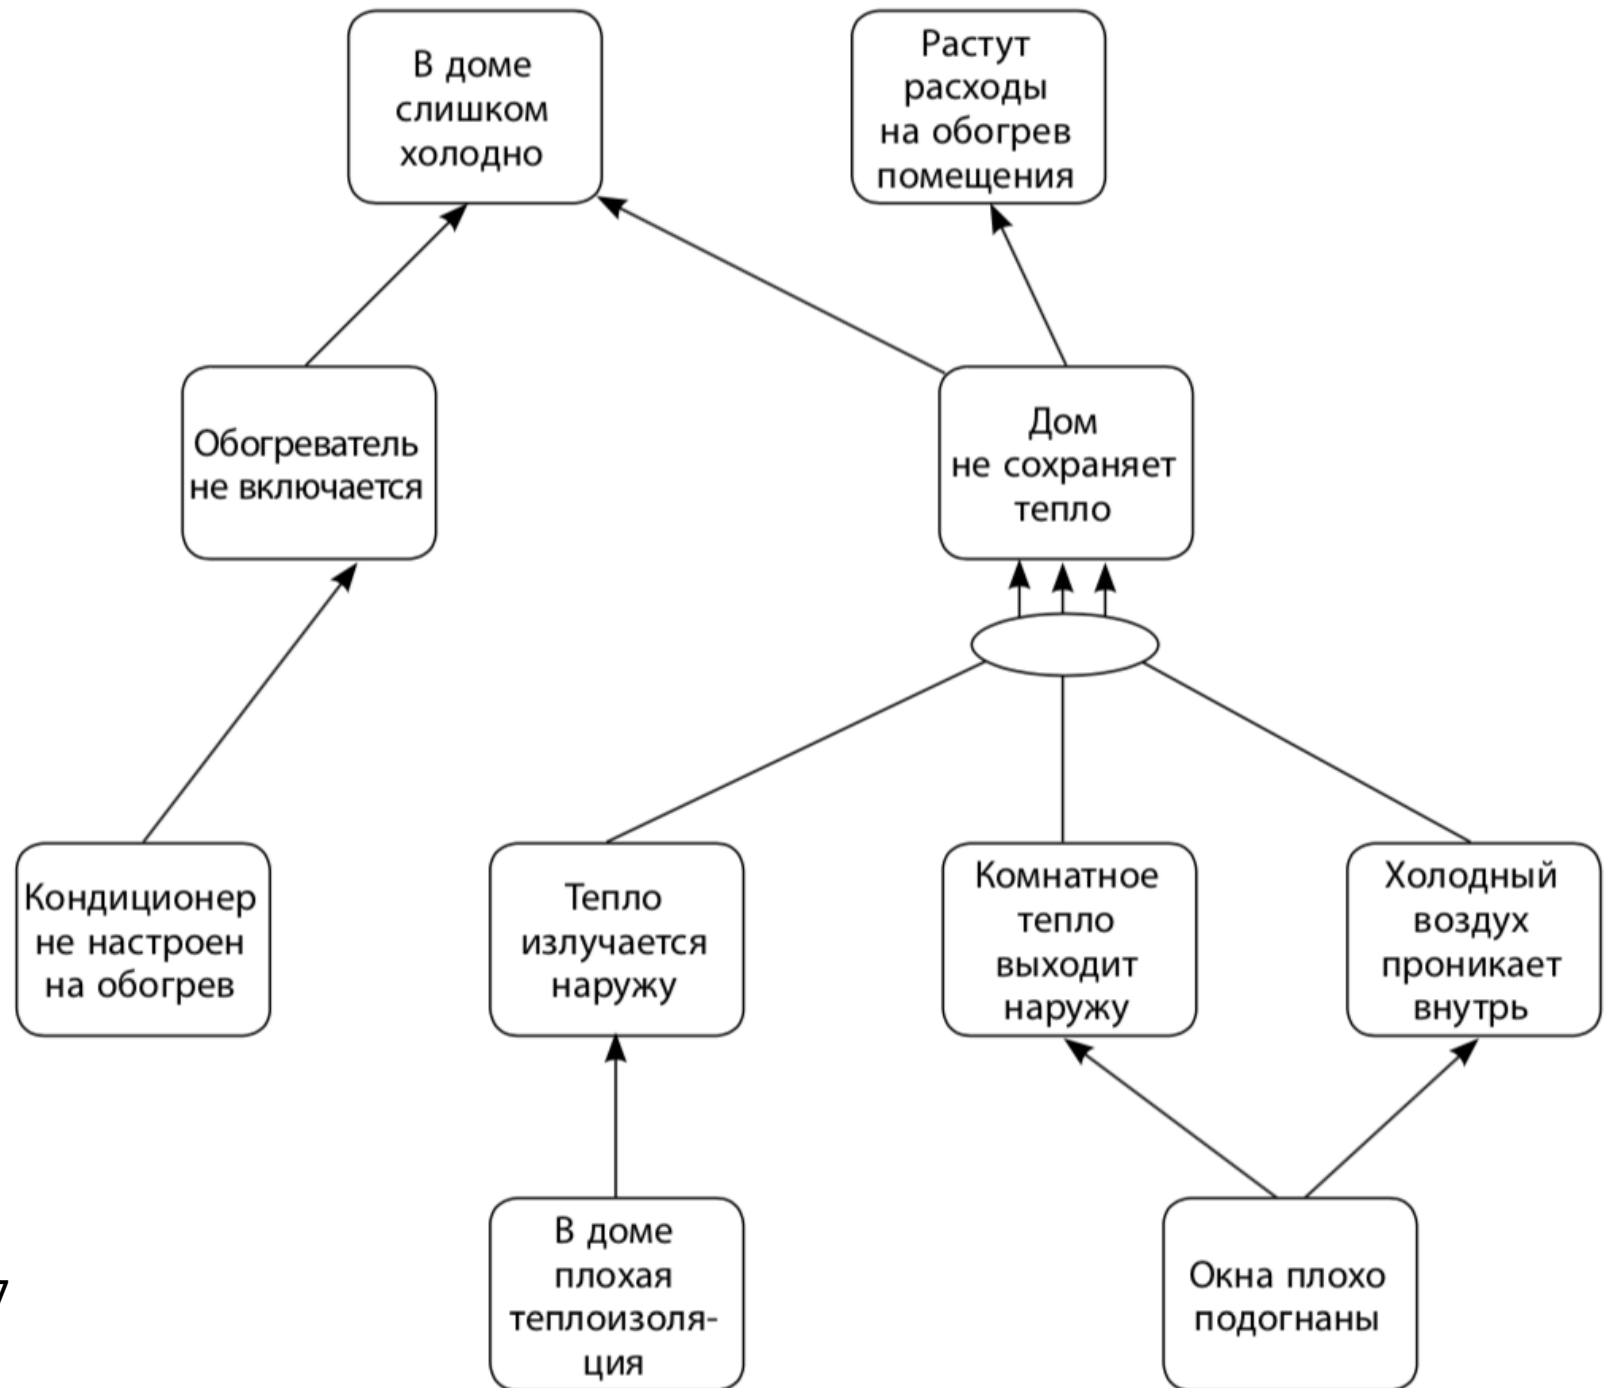 В доме
слишком
холодно
Растут
расходы
на обогрев
помещения
Обогреватель
не включается
Дом
не сохраняет
тепло
Кондиционер
не настроен
на обогрев
Тепло
излучается
наружу
Комнатное
тепло
выходит
наружу
Холодный
воздух
проникает
внутрь
В доме
плохая
теплоизоля-
ция
Окна плохо
подогнаны